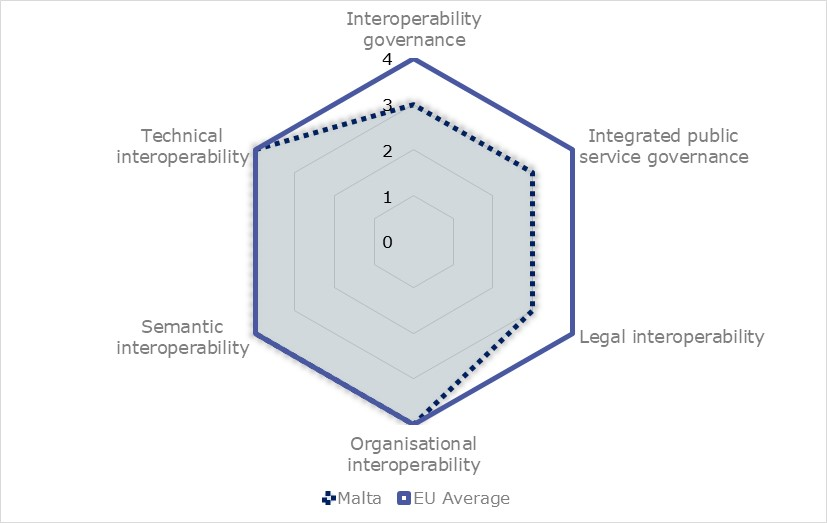 Interoperability
governance
4
3
Technical
interoperability
Integrated public
service governance
2
1
0
Semantic
interoperability
Legal interoperability
Organisational
interoperability
Malta EU Average